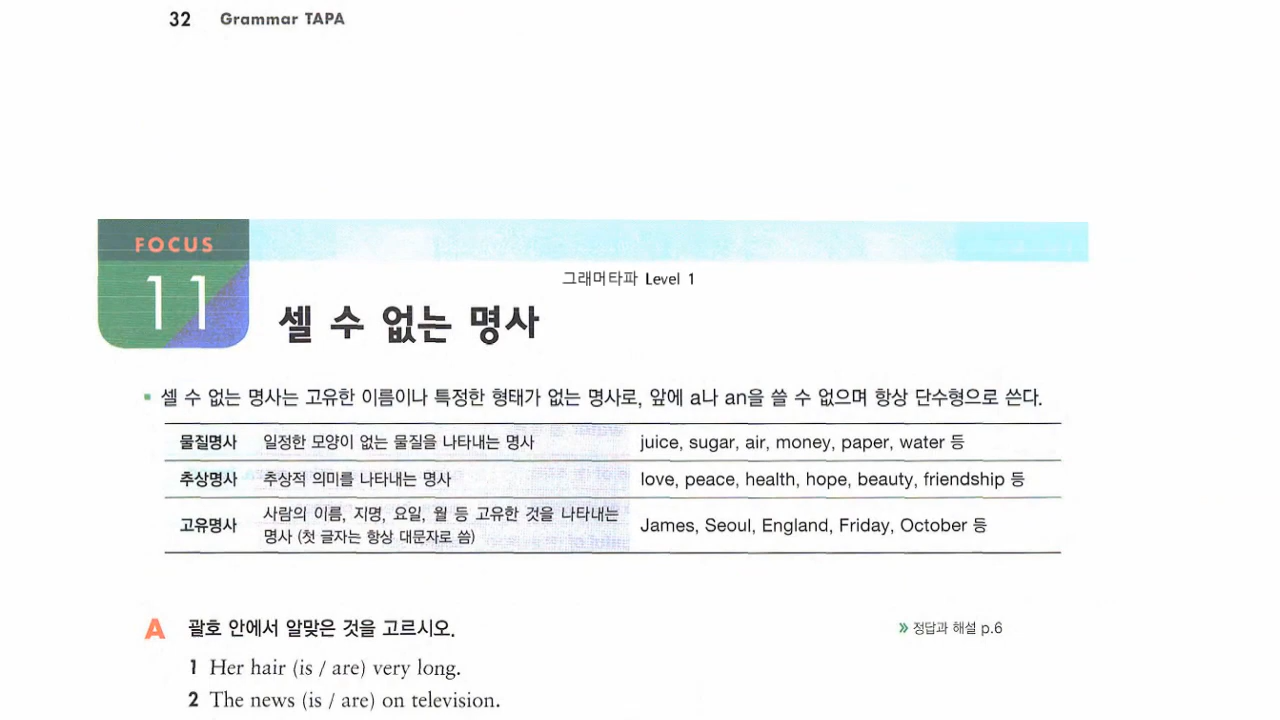 32 Grammar TAPA
FOCUS
11
그래머타파 Level 1
셀 수 없는 명사
▪ 셀 수 없는 명사는 고유한 이름이나 특정한 형태가 없는 명사로, 앞에 a나 an을 쓸 수 없으며 항상 단수형으로 쓴다.
물질명사 일정한 모양이 없는 물질을 나타내는 명사 juice, sugar, air, money, paper, water 등
추상명사 추상적 의미를 나타내는 명사 love, peace, health, hope, beauty, friendship 등
고유명사 사람의 이름, 지명, 요일, 월 등 고유한 것을 나타내는
명사 (첫 글자는 항상 대문자로 씀) James, Seoul, England, Friday, October 등
A 괄호 안에서 알맞은 것을 고르시오. » 정답과 해설 p.6
1 Her hair (is / are) very long.
2 The news (is / are) on television.